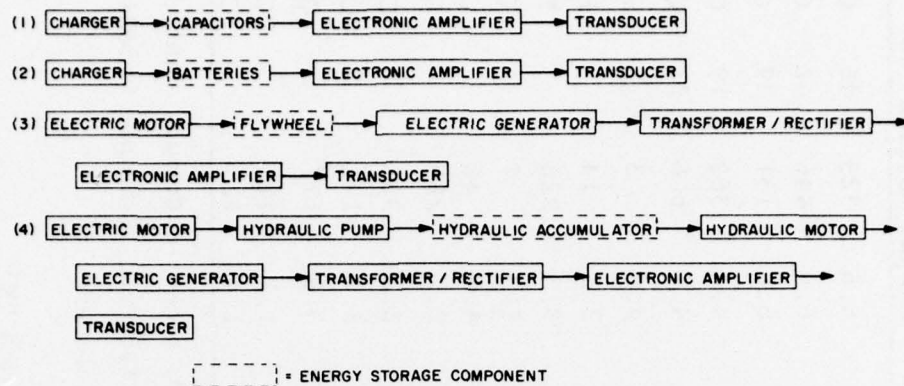 (1) CHARGER CAPACITORS ELECTRONIC AMPLIFIER TRANSDUCER
(2) CHARGER BATTERIES ELECTRONIC AMPLIFIER TRANSDUCER
(3) ELECTRIC MOTOR FLYWHEEL ELECTRIC GENERATOR TRANSFORMER / RECTIFIER
ELECTRONIC AMPLIFIER TRANSDUCER
(4) ELECTRIC MOTOR HYDRAULIC PUMP HYDRAULIC ACCUMULATOR HYDRAULIC MOTOR
ELECTRIC GENERATOR TRANSFORMER / RECTIFIER ELECTRONIC AMPLIFIER
TRANSDUCER
= ENERGY STORAGE COMPONENT